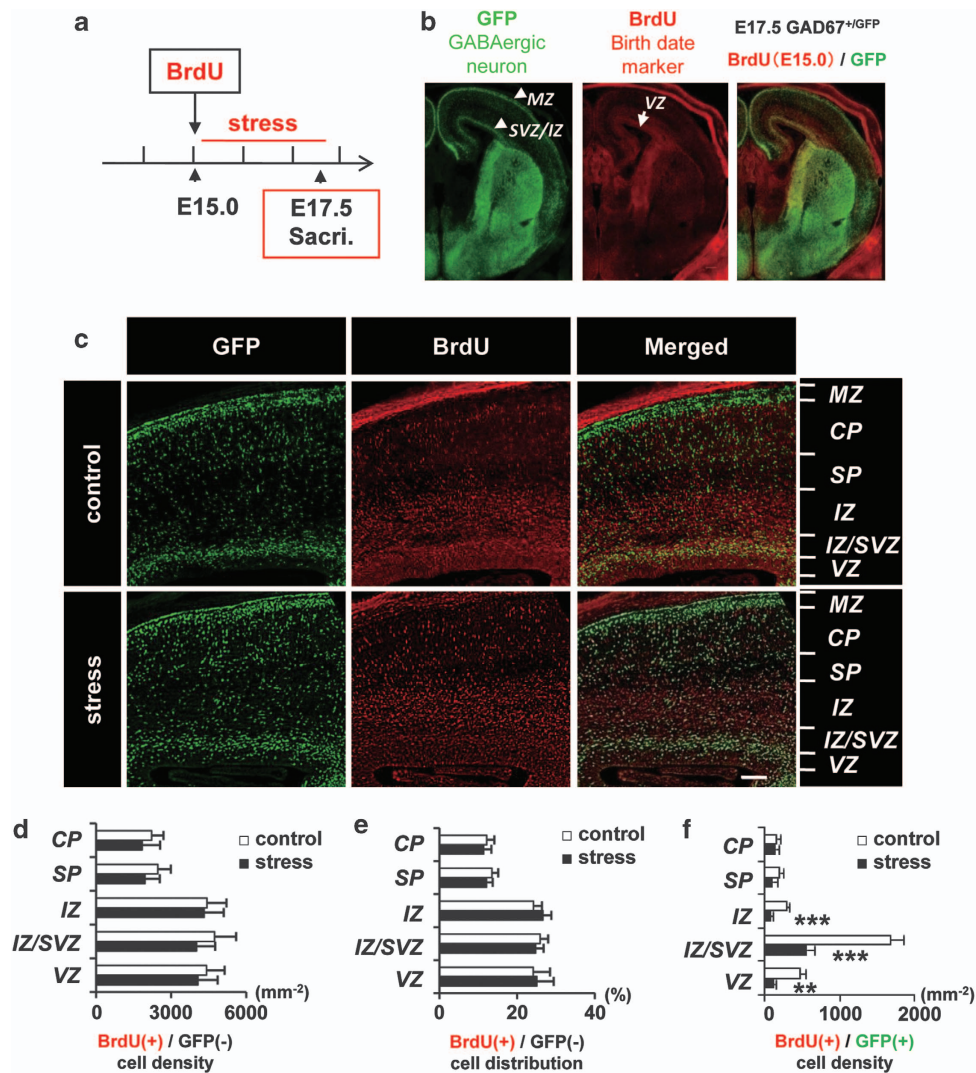 a
BrdU
stress
E15.0
E17.5
Sacri.
b
GFP
GABAergic
neuron
BrdU
Birth date
marker
E17.5 GAD67+/GFP
BrdU(E15.0) / GFP
MZ
SVZ/IZ
VZ
c
GFP
BrdU
Merged
control
MZ
CP
SP
IZ
IZ/SVZ
VZ
stress
MZ
CP
SP
IZ
IZ/SVZ
VZ
d
control
stress
CP
SP
IZ
IZ/SVZ
VZ
0
3000
6000
(mm-2)
BrdU(+) / GFP(-)
cell density
e
control
stress
CP
SP
IZ
IZ/SVZ
VZ
0
20
40
(%)
BrdU(+) / GFP(-)
cell distribution
f
control
stress
CP
SP
IZ
***
IZ/SVZ
***
VZ
**
0
1000
2000
(mm-2)
BrdU(+) / GFP(+)
cell density